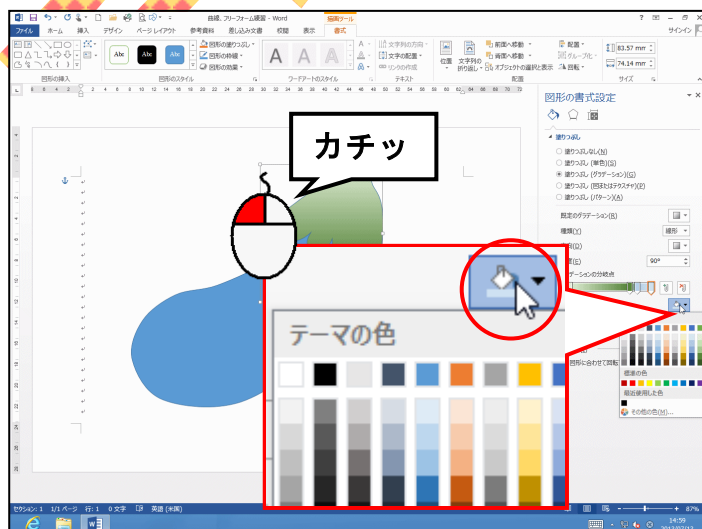 曲線、フリーフォーム練習 - Word
描画ツール
サインイン
ファイル ホーム 挿入 デザイン ページ レイアウト 参考資料 差し込み文書 校閲 表示 書式
Abc Abc Abc
図形の塗りつぶし
図形の枠線
図形の効果
A A A
文字列の方向
文字の配置
リンクの作成
位置 文字列の
折り返し
前面へ移動
背面へ移動
オブジェクトの選択と表示
配置
グループ化
回転
83.57 mm
74.14 mm
図形の挿入 図形のスタイル ワードアートのスタイル テキスト 配置 サイズ
カチッ
図形の書式設定
塗りつぶし
塗りつぶしなし(N)
塗りつぶし (単色)(S)
塗りつぶし (グラデーション)(G)
塗りつぶし (図またはテクスチャ)(P)
塗りつぶし (パターン)(A)
既定のグラデーション(R)
種類(Y) 線形
(O)
(E) 90°
デーションの分岐点
テーマの色
図形に合わせて回転
標準の色
最近使用した色
その他の色(M)...
セクション: 1 1/1 ページ 行: 1 0 文字 英語 (米国)
87%
14:59